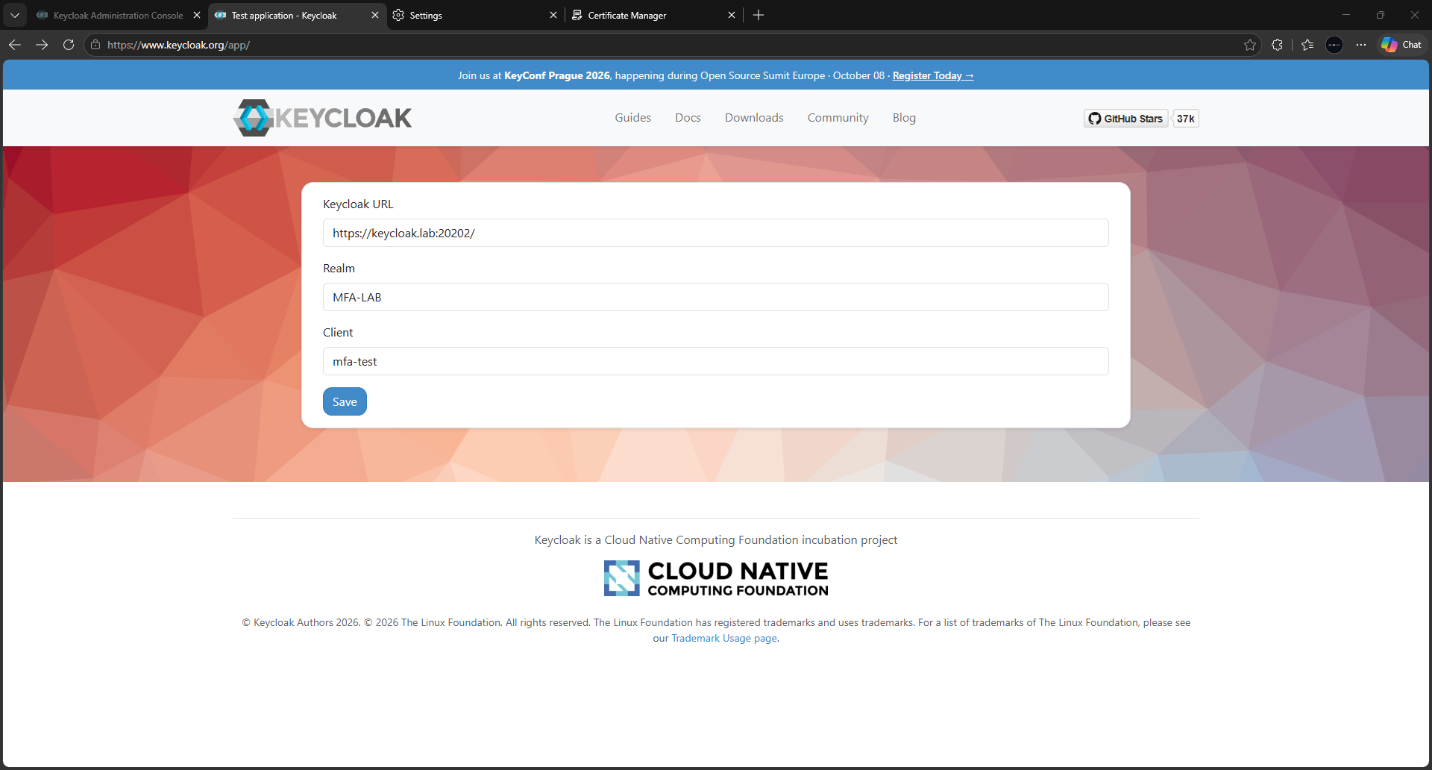 Keycloak Administration Console
Test application - Keycloak
Settings
Certificate Manager
https://www.keycloak.org/app/
Chat
Join us at KeyConf Prague 2026, happening during Open Source Sumit Europe · October 08 · Register Today →
KEYCLOAK
Guides
Docs
Downloads
Community
Blog
GitHub Stars
37k
Keycloak URL
https://keycloak.lab:20202/
Realm
MFA-LAB
Client
mfa-test
Save
Keycloak is a Cloud Native Computing Foundation incubation project
CLOUD NATIVE
COMPUTING FOUNDATION
© Keycloak Authors 2026. © 2026 The Linux Foundation. All rights reserved. The Linux Foundation has registered trademarks and uses trademarks. For a list of trademarks of The Linux Foundation, please see
our Trademark Usage page.